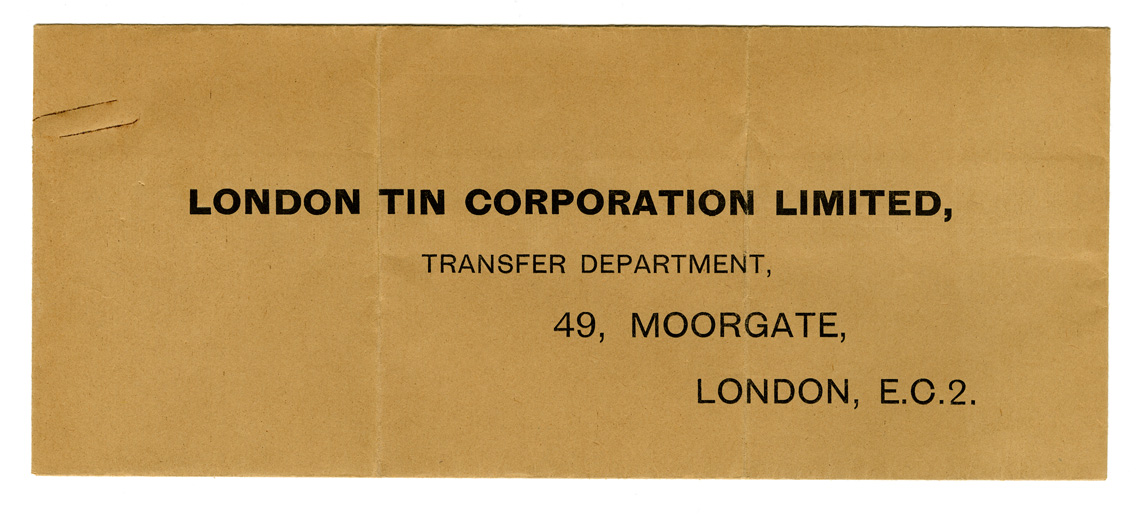 LONDON TIN CORPORATION LIMITED,
TRANSFER DEPARTMENT,
49, MOORGATE,
LONDON, E.C.2.